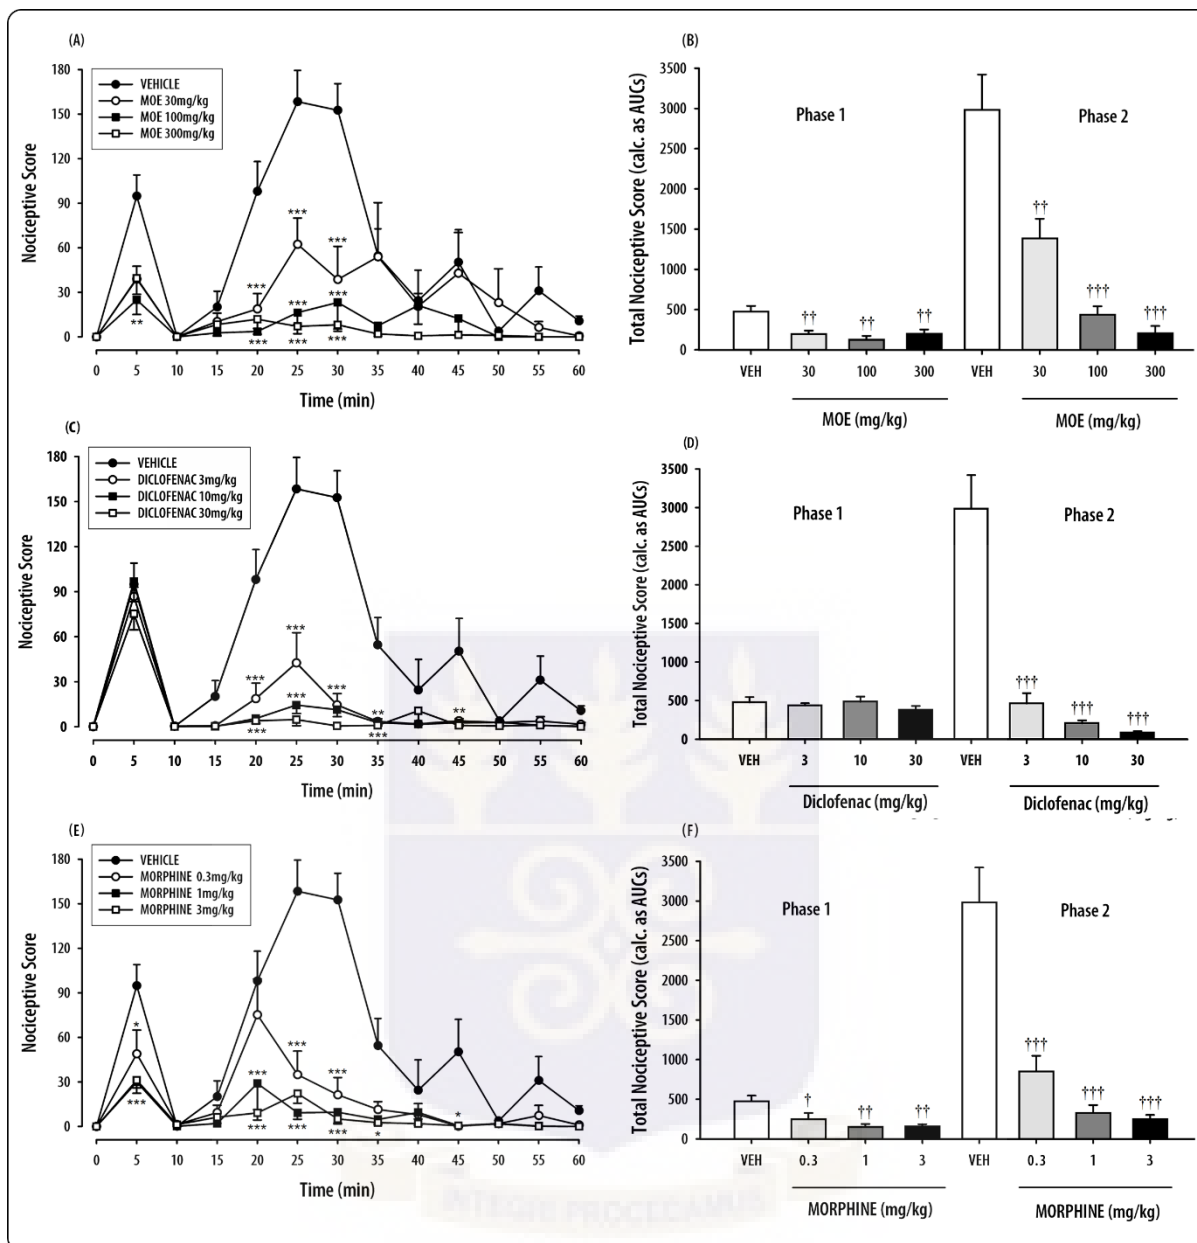 (A)
180
150
120
90
60
30
0
Nociceptive Score
VEHICLE
MOE 30mg/kg
MOE 100mg/kg
MOE 300mg/kg
**
***
***
***
***
***
***
***
0 5 10 15 20 25 30 35 40 45 50 55 60
Time (min)
(B)
3500
3000
2500
2000
1500
1000
500
0
Total Nociceptive Score (calc. as AUCs)
Phase 1
Phase 2
†† †† †† †† ††† †††
VEH 30 100 300 VEH 30 100 300
MOE (mg/kg) MOE (mg/kg)
(C)
180
150
120
90
60
30
0
Nociceptive Score
VEHICLE
DICLOFENAC 3mg/kg
DICLOFENAC 10mg/kg
DICLOFENAC 30mg/kg
***
***
***
***
***
**
***
**
0 5 10 15 20 25 30 35 40 45 50 55 60
Time (min)
(D)
3500
3000
2500
2000
1500
1000
500
0
Total Nociceptive Score (calc. as AUCs)
Phase 1
Phase 2
††† ††† †††
VEH 3 10 30 VEH 3 10 30
Diclofenac (mg/kg) Diclofenac (mg/kg)
(E)
180
150
120
90
60
30
0
Nociceptive Score
VEHICLE
MORPHINE 0.3mg/kg
MORPHINE 1mg/kg
MORPHINE 3mg/kg
*
***
***
***
***
***
***
*
*
0 5 10 15 20 25 30 35 40 45 50 55 60
Time (min)
(F)
3500
3000
2500
2000
1500
1000
500
0
Total Nociceptive Score (calc. as AUCs)
Phase 1
Phase 2
† †† †† ††† ††† †††
VEH 0.3 1 3 VEH 0.3 1 3
MORPHINE (mg/kg) MORPHINE (mg/kg)
INTEGRI PROCEDAMUS